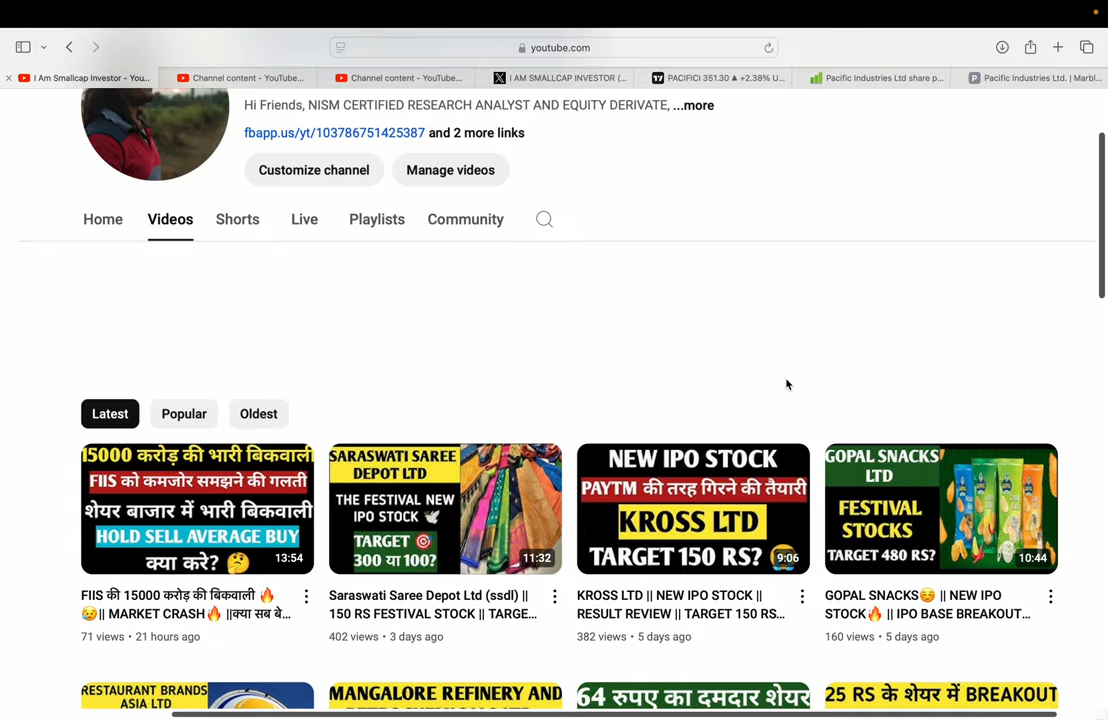 youtube.com
I Am Smallcap Investor - You...
Channel content - YouTube...
Channel content - YouTube...
I AM SMALLCAP INVESTOR (...
PACIFICI 351.30 ▲ +2.38% U...
Pacific Industries Ltd share p...
Pacific Industries Ltd. | Marbl...
Hi Friends, NISM CERTIFIED RESEARCH ANALYST AND EQUITY DERIVATE, ...more
fbapp.us/yt/103786751425387 and 2 more links
Customize channel
Manage videos
Home
Videos
Shorts
Live
Playlists
Community
Latest
Popular
Oldest
15000 करोड़ की भारी बिकवाली
FIIS को कमजोर समझने की गलती
शेयर बाजार में भारी बिकवाली
HOLD SELL AVERAGE BUY
क्या करे? 🤔
13:54
SARASWATI SAREE
DEPOT LTD
THE FESTIVAL NEW
IPO STOCK 🕊
TARGET 🎯
300 या 100?
11:32
NEW IPO STOCK
PAYTM की तरह गिरने की तैयारी
KROSS LTD
TARGET 150 RS?
9:06
GOPAL SNACKS
LTD
FESTIVAL
STOCKS
TARGET 480 RS?
10:44
FIIS की 15000 करोड़ की बिकवाली 🔥
😥|| MARKET CRASH🔥 ||क्या सब बे...
71 views • 21 hours ago
Saraswati Saree Depot Ltd (ssdl) ||
150 RS FESTIVAL STOCK || TARGE...
402 views • 3 days ago
KROSS LTD || NEW IPO STOCK ||
RESULT REVIEW || TARGET 150 RS...
382 views • 5 days ago
GOPAL SNACKS☺️ || NEW IPO
STOCK🔥 || IPO BASE BREAKOUT...
160 views • 5 days ago
RESTAURANT BRANDS
ASIA LTD
MANGALORE REFINERY AND
64 रुपए का दमदार शेयर
25 RS के शेयर में BREAKOUT